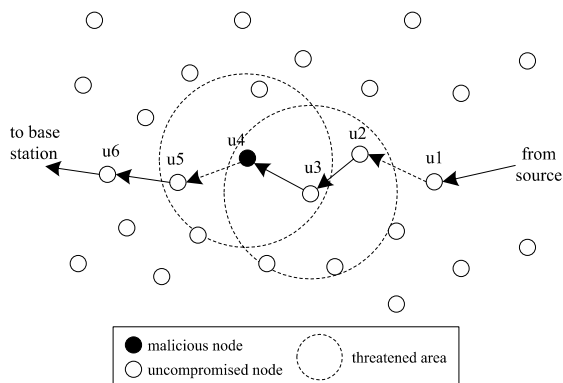 u4
u2
to base
station
u6
u5
u3
u1
from
source
malicious node
uncompromised node
threatened area